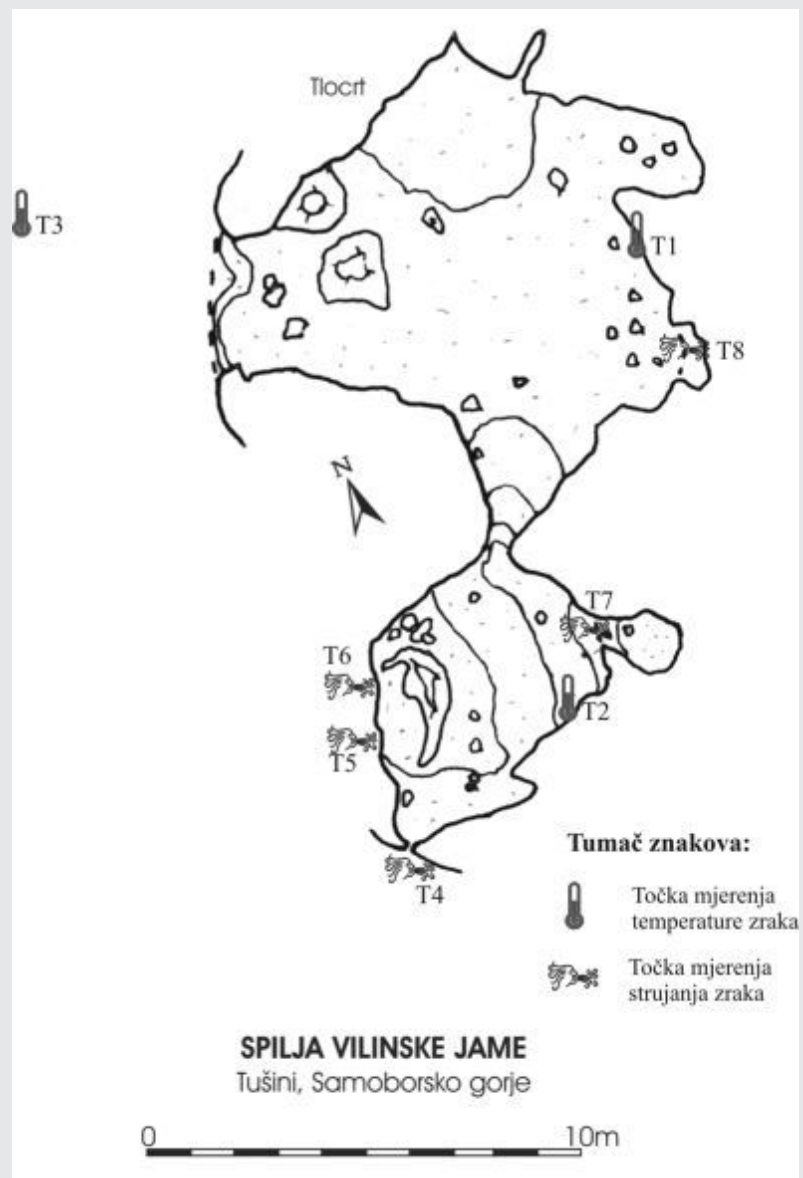 Tlocrt
T3
T1
T8
N
T7
T6
T2
T5
T4
Tumač znakova:
Točka mjerenja
temperature zraka
Točka mjerenja
strujanja zraka
SPILJA VILINSKE JAME
Tušini, Samoborsko gorje
0 10m